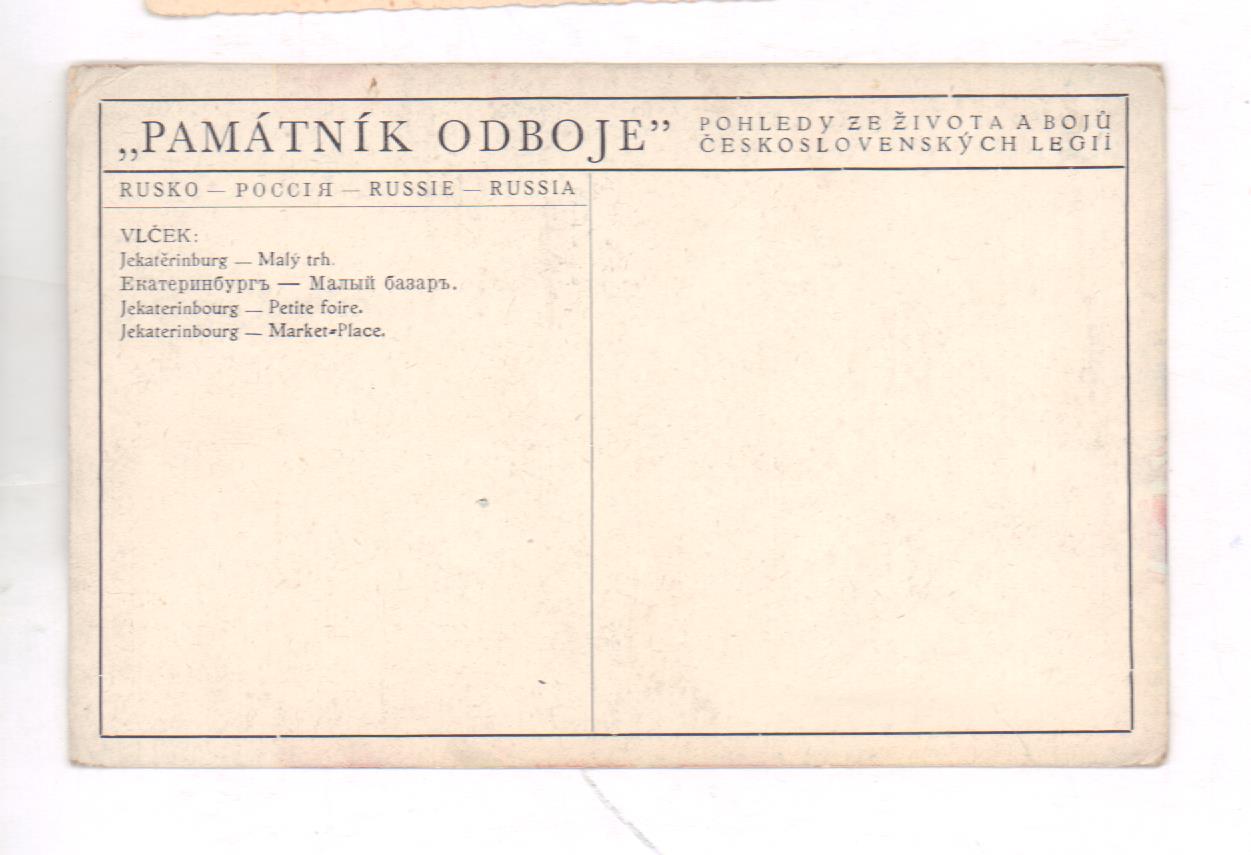 „PAMÁTNÍK ODBOJE”
POHLEDY ZE ŽIVOTA A BOJŮ
ČESKOSLOVENSKÝCH LEGIÍ
RUSKO — РОССІЯ — RUSSIE — RUSSIA
VLČEK:
Jekatěrinburg — Malý trh.
Екатеринбургъ — Малый базаръ.
Jekaterinbourg — Petite foire.
Jekaterinbourg — Market-Place.